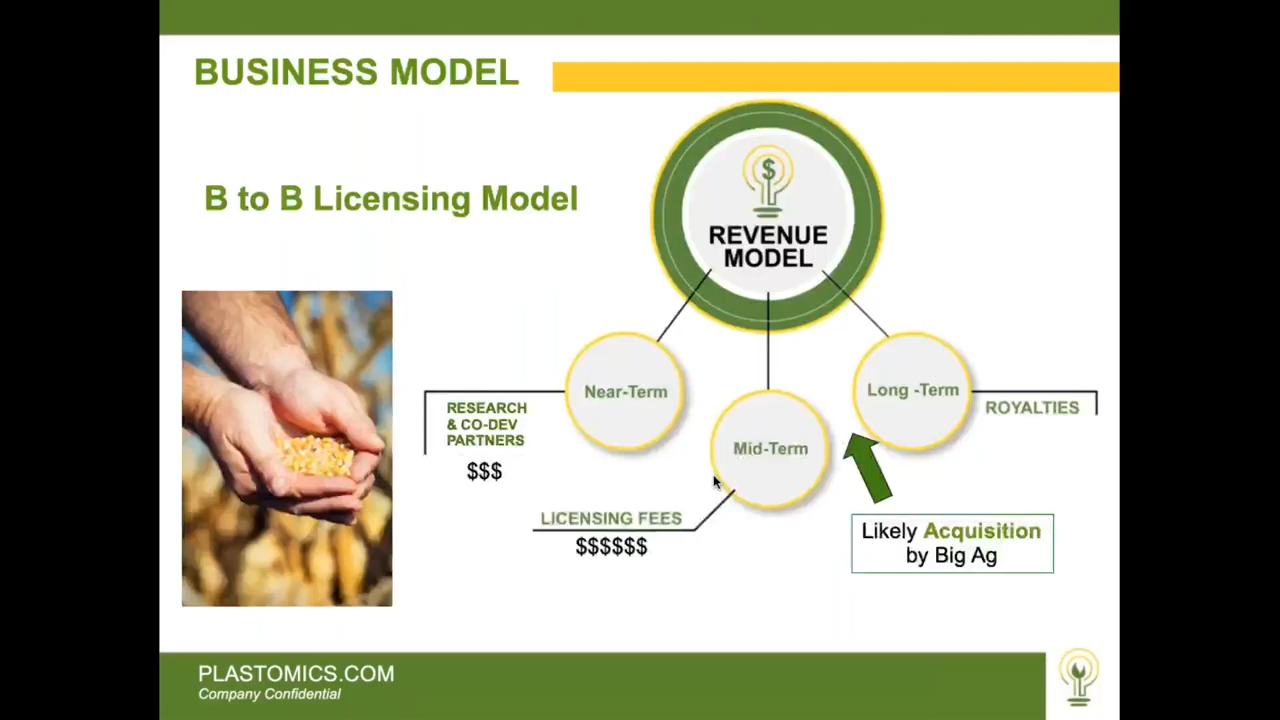 BUSINESS MODEL
B to B Licensing Model
$
REVENUE
MODEL
Near-Term
Mid-Term
Long -Term
RESEARCH
& CO-DEV
PARTNERS
$$$
LICENSING FEES
$$$$$$
ROYALTIES
Likely Acquisition
by Big Ag
PLASTOMICS.COM
Company Confidential